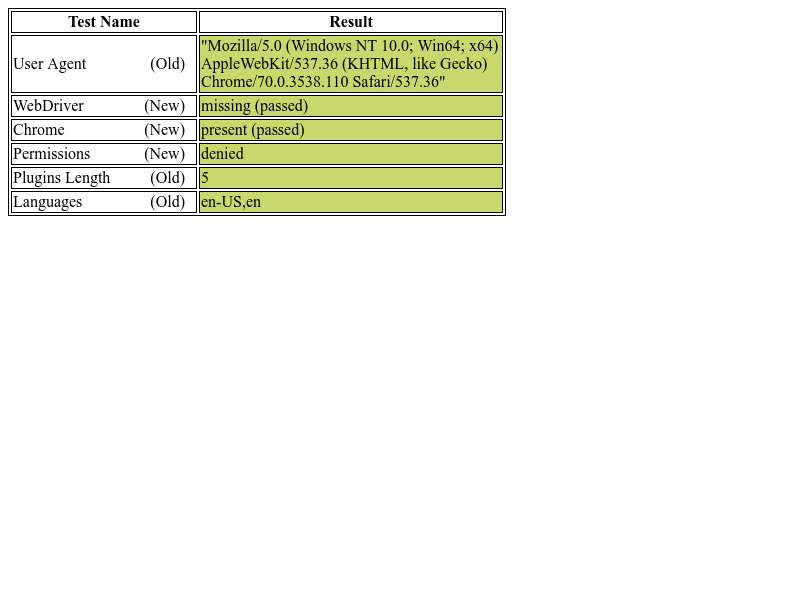 Test Name Result
User Agent (Old) "Mozilla/5.0 (Windows NT 10.0; Win64; x64)
AppleWebKit/537.36 (KHTML, like Gecko)
Chrome/70.0.3538.110 Safari/537.36"
WebDriver (New) missing (passed)
Chrome (New) present (passed)
Permissions (New) denied
Plugins Length (Old) 5
Languages (Old) en-US,en